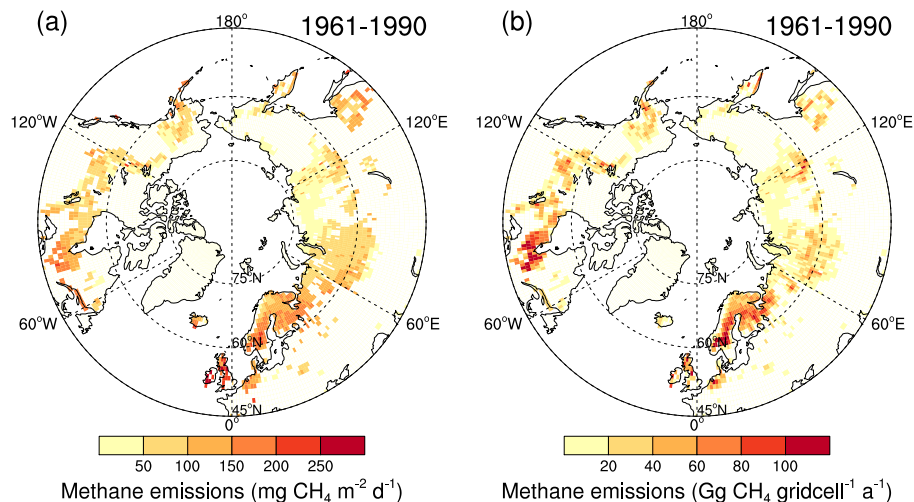 (a) 180° 1961-1990
120°W 120°E
75°N
60°W 60°N 60°E
45°N
0°
50 100 150 200 250
Methane emissions (mg CH₄ m⁻² d⁻¹)
(b) 180° 1961-1990
120°W 120°E
75°N
60°W 60°N 60°E
45°N
0°
20 40 60 80 100
Methane emissions (Gg CH₄ gridcell⁻¹ a⁻¹)